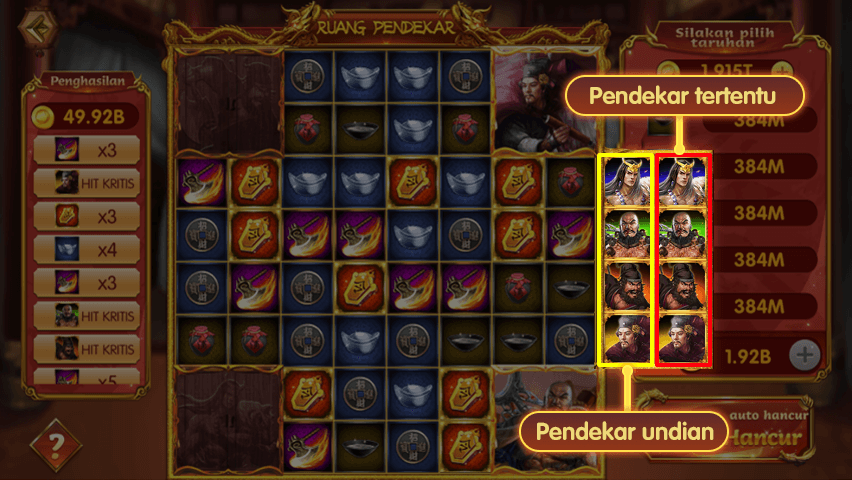 RUANG PENDEKAR
Silakan pilih
taruhan
Penghasilan
49.92B
1.915T
Pendekar tertentu
384M
x3
HIT KRITIS
384M
x3
384M
x4
384M
x3
384M
HIT KRITIS
HIT KRITIS
1.92B
x5
Pendekar undian
auto hancur
Hancur
?